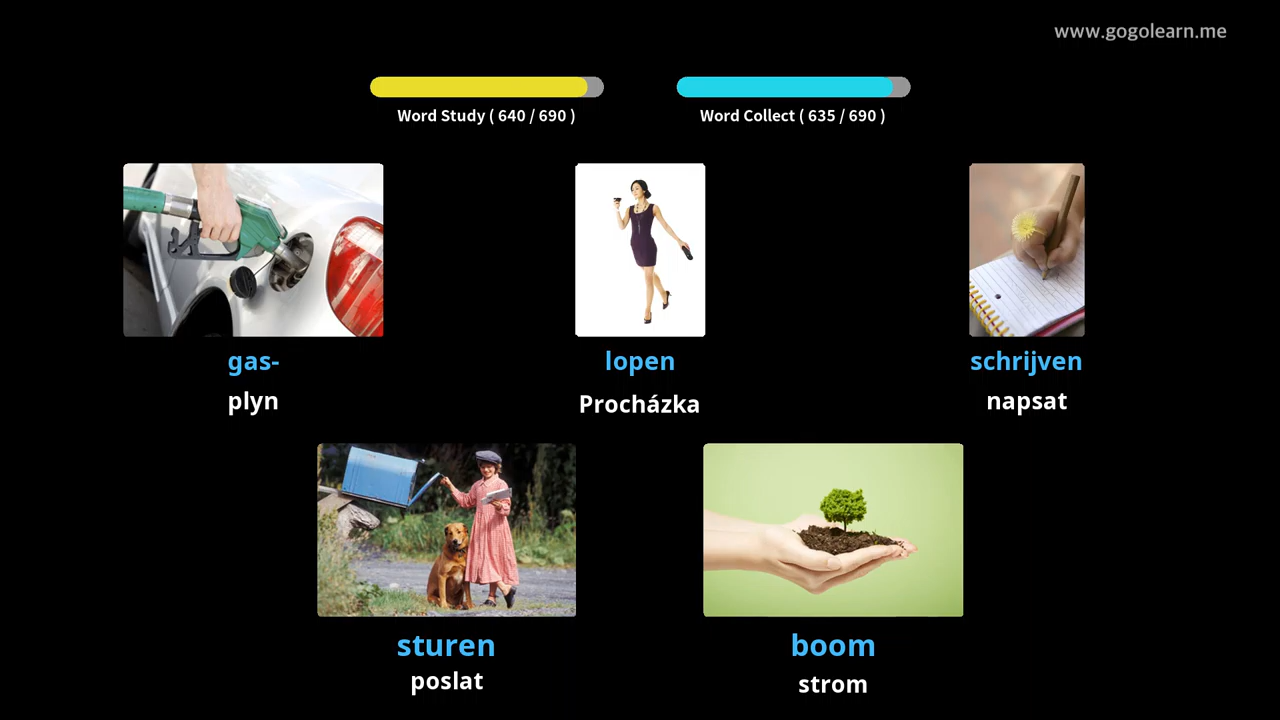 www.gogolearn.me
Word Study ( 640 / 690 )
Word Collect ( 635 / 690 )
gas-
plyn
lopen
Procházka
schrijven
napsat
sturen
poslat
boom
strom